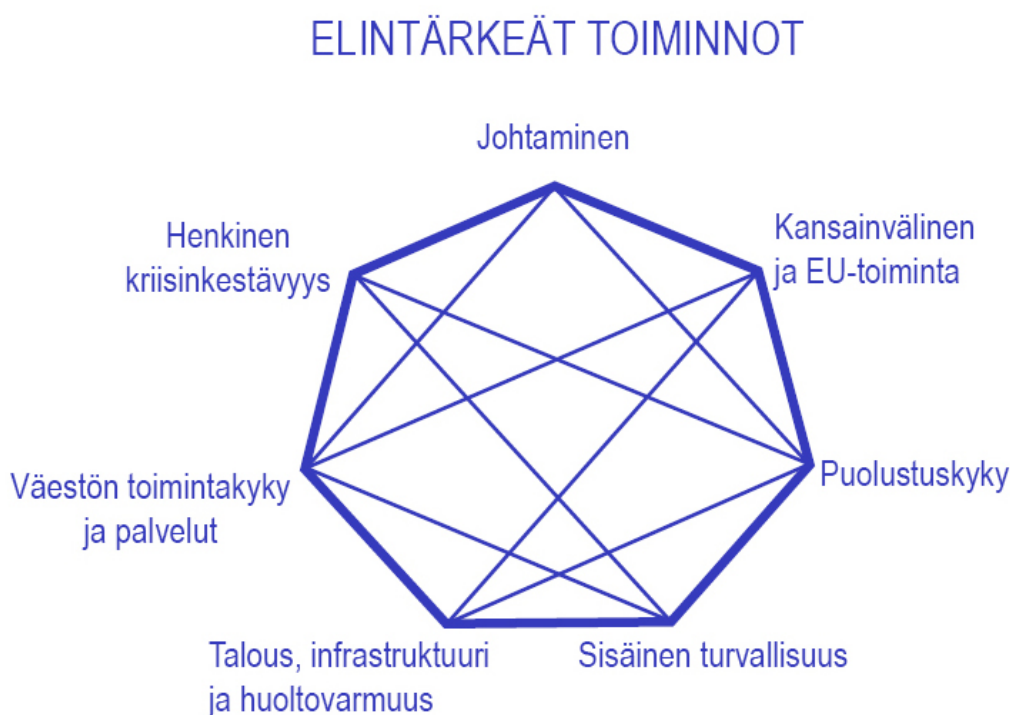 ELINTÄRKEÄT TOIMINNOT
Johtaminen
Kansainvälinen
ja EU-toiminta
Puolustuskyky
Sisäinen turvallisuus
Talous, infrastruktuuri
ja huoltovarmuus
Väestön toimintakyky
ja palvelut
Henkinen
kriisinkestävyys